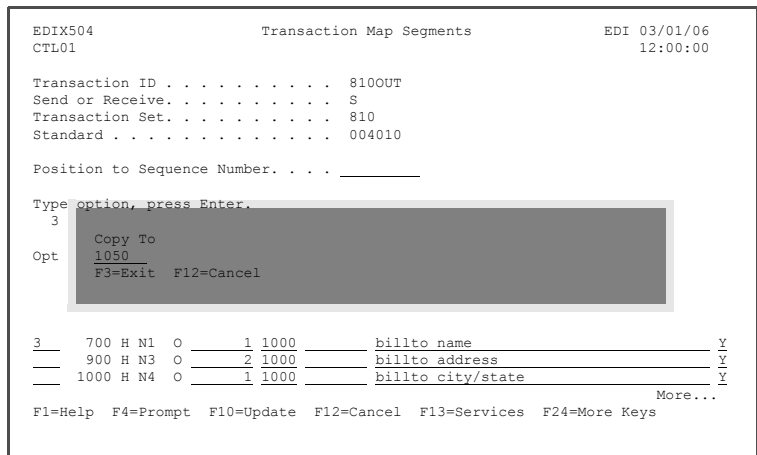 EDIX504 Transaction Map Segments EDI 03/01/06
CTL01 12:00:00
Transaction ID . . . . . . . . . . 810OUT
Send or Receive. . . . . . . . . . S
Transaction Set. . . . . . . . . . 810
Standard . . . . . . . . . . . . . 004010
Position to Sequence Number. . . .
Type option, press Enter.
3
Copy To
Opt 1050
F3=Exit F12=Cancel
3 700 H N1 O 1 1000 billto name Y
900 H N3 O 2 1000 billto address Y
1000 H N4 O 1 1000 billto city/state Y
More...
F1=Help F4=Prompt F10=Update F12=Cancel F13=Services F24=More Keys